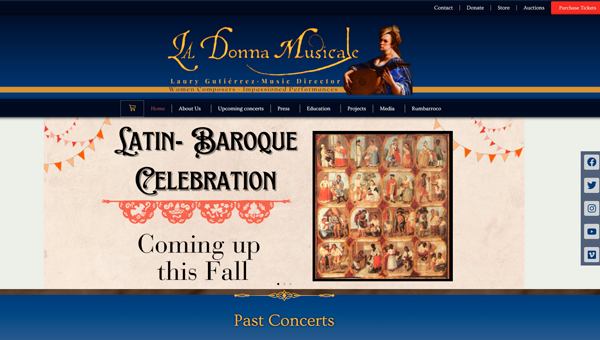 Contact | Donate | Store | Auctions | Purchase Tickets
La Donna Musicale
Laury Gutiérrez-Music Director
Women Composers - Impassioned Performances
Home | About Us | Upcoming concerts | Press | Education | Projects | Media | Rumbarroco
Latin-Baroque
Celebration
Coming up
this Fall
Past Concerts